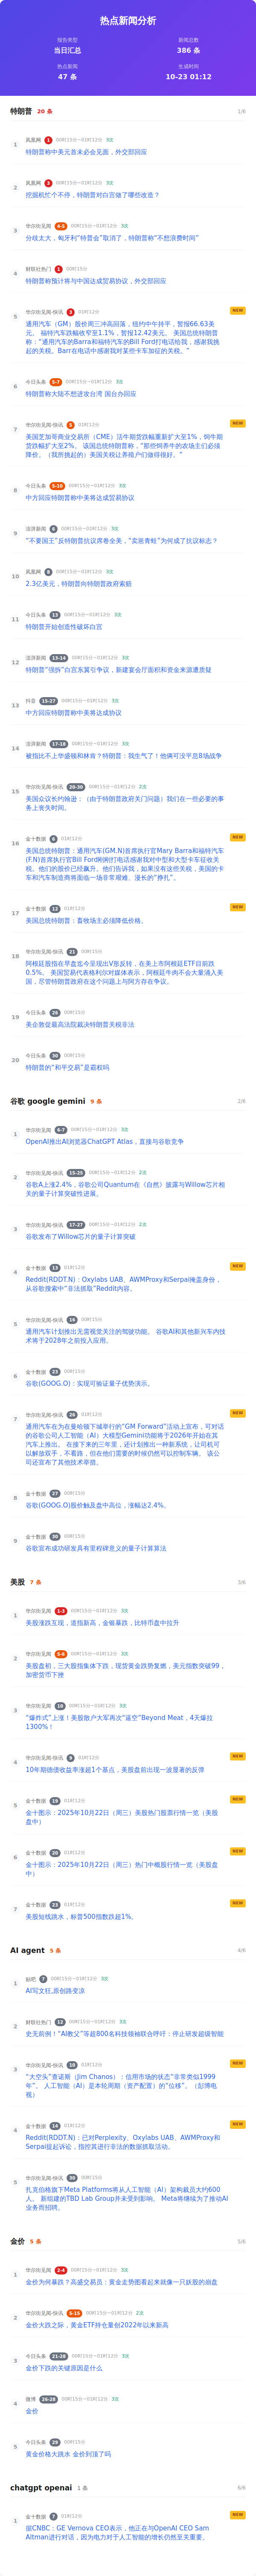 热点新闻分析
报告类型
当日汇总
新闻总数
386 条
热点新闻
47 条
生成时间
10-23 01:12
特朗普 20 条 1/6
1 凤凰网 1 00时15分~01时12分 3次
特朗普称中美元首未必会见面，外交部回应
2 凤凰网 3 00时15分~01时12分 3次
挖掘机忙个不停，特朗普对白宫做了哪些改造？
3 华尔街见闻 4-5 00时15分~01时12分 3次
分歧太大，匈牙利“特普会”取消了，特朗普称“不想浪费时间”
4 财联社热门 1 00时15分
特朗普称预计将与中国达成贸易协议，外交部回应
5 华尔街见闻-快讯 3 01时12分 NEW
通用汽车（GM）股价周三冲高回落，纽约中午持平，暂报66.63美
元。 福特汽车跌幅收窄至1.1%，暂报12.42美元。 美国总统特朗普
称：“通用汽车的Barra和福特汽车的Bill Ford打电话给我，感谢我挑
起的关税。Barr在电话中感谢我对某些卡车加征的关税。”
6 今日头条 5-7 00时15分~01时12分 3次
特朗普称大陆不想进攻台湾 国台办回应
7 华尔街见闻-快讯 5 01时12分 NEW
美国芝加哥商业交易所（CME）活牛期货跌幅重新扩大至1%，饲牛期
货跌幅扩大至2%。 该国总统特朗普称，“那些饲养牛的农场主们必须
降价。（我所挑起的）美国关税让养殖户们做得很好。”
8 今日头条 5-16 00时15分~01时12分 3次
中方回应特朗普称中美将达成贸易协议
9 澎湃新闻 6 00时15分~01时12分 3次
“不要国王”反特朗普抗议席卷全美，“卖崽青蛙”为何成了抗议标志？
10 凤凰网 9 00时15分~01时12分 3次
2.3亿美元，特朗普向特朗普政府索赔
11 今日头条 13 00时15分~01时12分 3次
特朗普开始创造性破坏白宫
12 澎湃新闻 13-14 00时15分~01时12分 3次
特朗普“强拆”白宫东翼引争议，新建宴会厅面积和资金来源遭质疑
13 抖音 15-27 00时15分~01时12分 3次
中方回应特朗普称中美将达成协议
14 澎湃新闻 17-18 00时15分~01时12分 3次
被指比不上华盛顿和林肯？特朗普：我生气了！他俩可没平息8场战争
15 华尔街见闻-快讯 20-30 00时15分~01时12分 2次
美国众议长约翰逊：（由于特朗普政府关门问题）我们在一些必要的事
务上丧失时间。
16 金十数据 6 01时12分 NEW
美国总统特朗普：通用汽车(GM.N)首席执行官Mary Barra和福特汽车
(F.N)首席执行官Bill Ford刚刚打电话感谢我对中型和大型卡车征收关
税。他们的股价已经飙升。他们告诉我，如果没有这些关税，美国的卡
车和汽车制造商将面临一场非常艰难、漫长的“挣扎”。
17 金十数据 12 01时12分 NEW
美国总统特朗普：畜牧场主必须降低价格。
18 华尔街见闻-快讯 21 00时15分
阿根廷股指在早盘迄今呈现出V形反转，在美上市阿根廷ETF目前跌
0.5%。 美国贸易代表格利尔对媒体表示，阿根廷牛肉不会大量涌入美
国，尽管特朗普政府在这个问题上与阿方存在争议。
19 今日头条 26 00时15分
美企敦促最高法院裁决特朗普关税非法
20 今日头条 30 00时15分
特朗普的“和平交易”是霸权吗
谷歌 google gemini 9 条 2/6
1 华尔街见闻 6-7 00时15分~01时12分 3次
OpenAI推出AI浏览器ChatGPT Atlas，直接与谷歌竞争
2 华尔街见闻-快讯 15-25 00时15分~01时12分 2次
谷歌A上涨2.4%，谷歌公司Quantum在《自然》披露与Willow芯片相
关的量子计算突破性进展。
3 华尔街见闻-快讯 17-27 00时15分~01时12分 2次
谷歌发布了Willow芯片的量子计算突破
4 金十数据 13 01时12分 NEW
Reddit(RDDT.N)：Oxylabs UAB、AWMProxy和Serpai掩盖身份，
从谷歌搜索中“非法抓取”Reddit内容。
5 华尔街见闻-快讯 16 00时15分
通用汽车计划推出无需视觉关注的驾驶功能。 谷歌AI和其他新兴车内技
术将于2028年之前投入应用。
6 金十数据 23 00时15分
谷歌(GOOG.O)：实现可验证量子优势演示。
7 华尔街见闻-快讯 26 01时12分 NEW
通用汽车在为在曼哈顿下城举行的“GM Forward”活动上宣布，可对话
的谷歌公司人工智能（AI）大模型Gemini功能将于2026年开始在其
汽车上推出。 在接下来的三年里，还计划推出一种新系统，让司机可
以解放双手，不看路，但在他们需要的时候仍然可以控制车辆。 该公
司还宣布了其他技术举措。
8 金十数据 27 00时15分
谷歌(GOOG.O)股价触及盘中高位，涨幅达2.4%。
9 金十数据 30 00时15分
谷歌宣布成功研发具有里程碑意义的量子计算算法
美股 7 条 3/6
1 华尔街见闻 1-3 00时15分~01时12分 3次
美股涨跌互现，道指新高，金银暴跌，比特币盘中拉升
2 华尔街见闻 5-6 00时15分~01时12分 3次
美股盘初，三大股指集体下跌，现货黄金跌势复燃，美元指数突破99，
加密货币下挫
3 华尔街见闻 10 00时15分~01时12分 3次
“爆炸式”上涨！美股散户大军再次“逼空”Beyond Meat，4天爆拉
1300%！
4 华尔街见闻-快讯 9 01时12分 NEW
10年期德债收益率涨超1个基点，美股盘前出现一波显著的反弹
5 金十数据 19 01时12分 NEW
金十图示：2025年10月22日（周三）美股热门股票行情一览（美股
盘中）
6 金十数据 20 01时12分 NEW
金十图示：2025年10月22日（周三）热门中概股行情一览（美股盘
中）
7 金十数据 23 01时12分 NEW
美股短线跳水，标普500指数跌超1%。
AI agent 5 条 4/6
1 贴吧 7 00时15分~01时12分 3次
AI写文狂,原创路变凉
2 财联社热门 12 00时15分~01时12分 3次
史无前例！“AI教父”等超800名科技领袖联合呼吁：停止研发超级智能
3 华尔街见闻-快讯 10 01时12分 NEW
“大空头”查诺斯（Jim Chanos）：信用市场的状态“非常类似1999
年”。 人工智能（AI）是本轮周期（资产配置）的“位移”。（彭博电
视）
4 金十数据 14 01时12分 NEW
Reddit(RDDT.N)：已对Perplexity、Oxylabs UAB、AWMProxy和
Serpai提起诉讼，指控其进行非法的数据抓取活动。
5 华尔街见闻-快讯 30 00时15分
扎克伯格旗下Meta Platforms将从人工智能（AI）架构裁员大约600
人。 新组建的TBD Lab Group并未受到影响。 Meta将继续为了推动AI
业务而招聘。
金价 5 条 5/6
1 华尔街见闻 2-4 00时15分~01时12分 3次
金价为何暴跌？高盛交易员：黄金走势图看起来就像一只妖股的崩盘
2 华尔街见闻-快讯 5-15 00时15分~01时12分 2次
金价大跌之际，黄金ETF持仓量创2022年以来新高
3 今日头条 21-29 00时15分~01时12分 3次
金价下跌的关键原因是什么
4 微博 26-28 00时15分~01时12分 3次
金价
5 今日头条 29 00时15分
黄金价格大跳水 金价到顶了吗
chatgpt openai 1 条 6/6
1 金十数据 7 01时12分 NEW
据CNBC：GE Vernova CEO表示，他正在与OpenAI CEO Sam
Altman进行对话，因为电力对于人工智能的增长仍然至关重要。